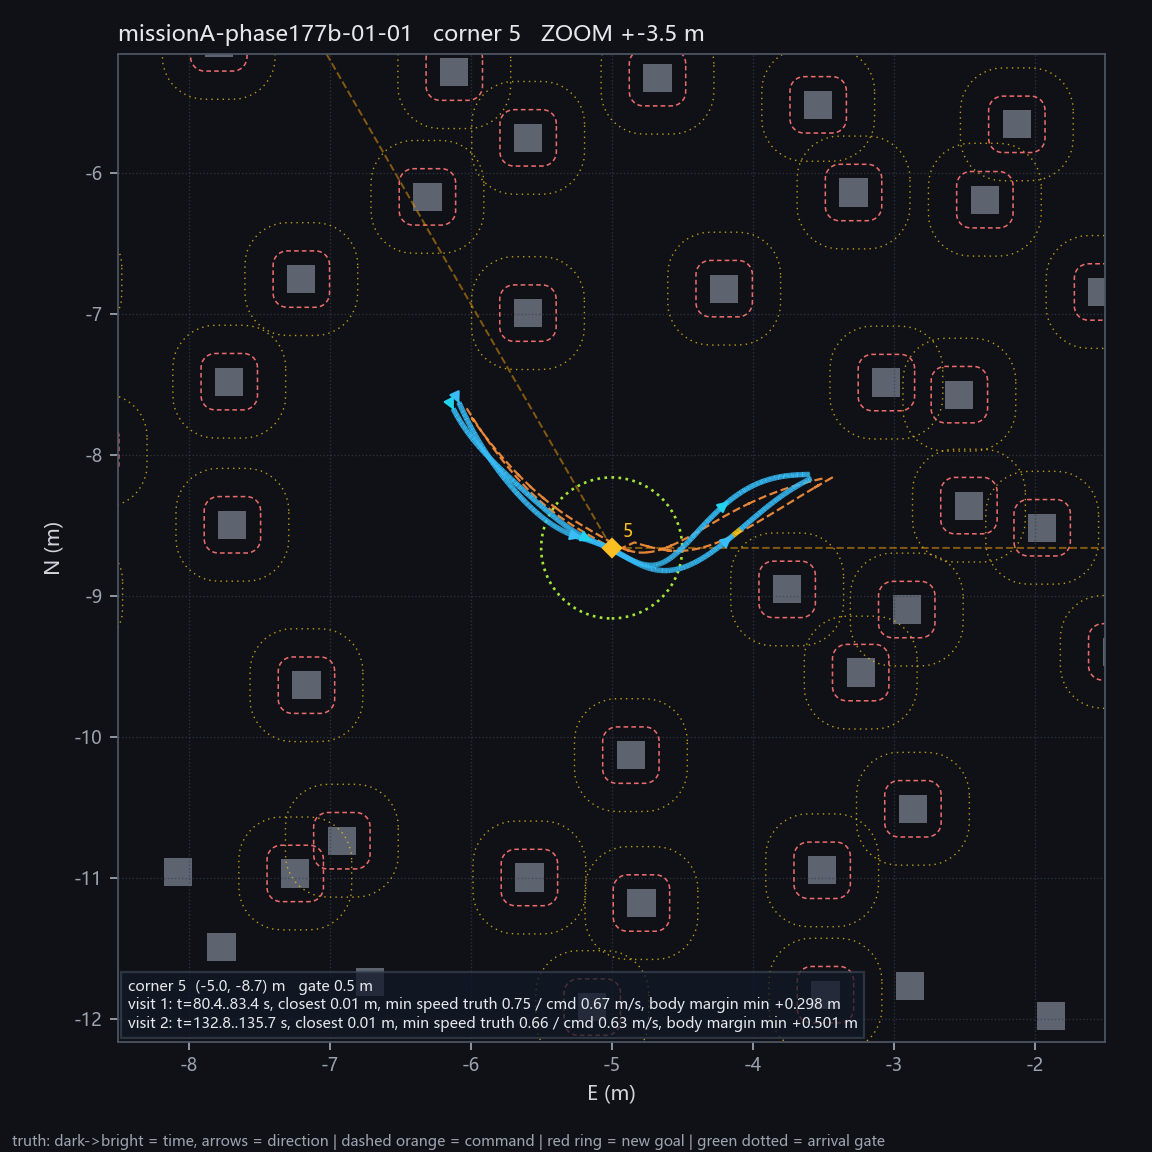 missionA-phase177b-01-01 corner 5 ZOOM +-3.5 m
-6
-7
-8
-9
-10
-11
-12
N (m)
5
corner 5 (-5.0, -8.7) m gate 0.5 m
visit 1: t=80.4..83.4 s, closest 0.01 m, min speed truth 0.75 / cmd 0.67 m/s, body margin min +0.298 m
visit 2: t=132.8..135.7 s, closest 0.01 m, min speed truth 0.66 / cmd 0.63 m/s, body margin min +0.501 m
-8 -7 -6 -5 -4 -3 -2
E (m)
truth: dark->bright = time, arrows = direction | dashed orange = command | red ring = new goal | green dotted = arrival gate